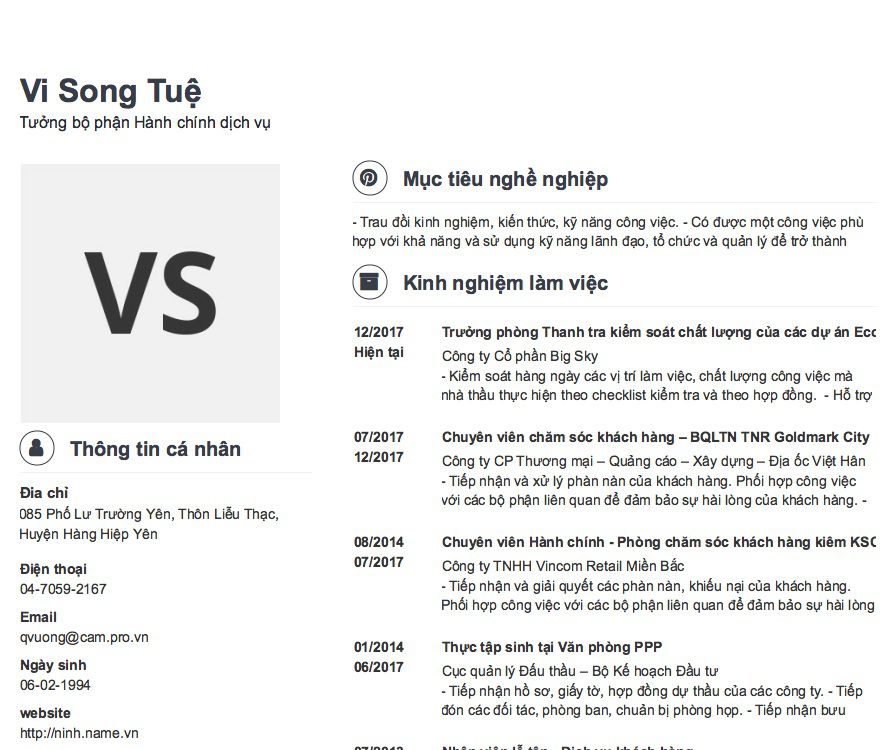 Vi Song Tuệ
Tưởng bộ phận Hành chính dịch vụ
VS
Thông tin cá nhân
Đia chỉ
085 Phố Lư Trường Yên, Thôn Liễu Thạc,
Huyện Hàng Hiệp Yên
Điện thoại
04-7059-2167
Email
qvuong@cam.pro.vn
Ngày sinh
06-02-1994
website
http://ninh.name.vn
Mục tiêu nghề nghiệp
- Trau đồi kinh nghiệm, kiến thức, kỹ năng công việc. - Có được một công việc phù
hợp với khả năng và sử dụng kỹ năng lãnh đạo, tổ chức và quản lý để trở thành
Kinh nghiệm làm việc
12/2017
Hiện tại
Trưởng phòng Thanh tra kiểm soát chất lượng của các dự án Eco
Công ty Cổ phần Big Sky
- Kiểm soát hàng ngày các vị trí làm việc, chất lượng công việc mà
nhà thầu thực hiện theo checklist kiểm tra và theo hợp đồng. - Hỗ trợ
07/2017
12/2017
Chuyên viên chăm sóc khách hàng – BQLTN TNR Goldmark City
Công ty CP Thương mại – Quảng cáo – Xây dựng – Địa ốc Việt Hân
- Tiếp nhận và xử lý phàn nàn của khách hàng. Phối hợp công việc
với các bộ phận liên quan để đảm bảo sự hài lòng của khách hàng. -
08/2014
07/2017
Chuyên viên Hành chính - Phòng chăm sóc khách hàng kiêm KSC
Công ty TNHH Vincom Retail Miền Bắc
- Tiếp nhận và giải quyết các phàn nàn, khiếu nại của khách hàng.
Phối hợp công việc với các bộ phận liên quan để đảm bảo sự hài lòng
01/2014
06/2017
Thực tập sinh tại Văn phòng PPP
Cục quản lý Đấu thầu – Bộ Kế hoạch Đầu tư
- Tiếp nhận hồ sơ, giấy tờ, hợp đồng dự thầu của các công ty. - Tiếp
đón các đối tác, phòng ban, chuẩn bị phòng họp. - Tiếp nhận bưu